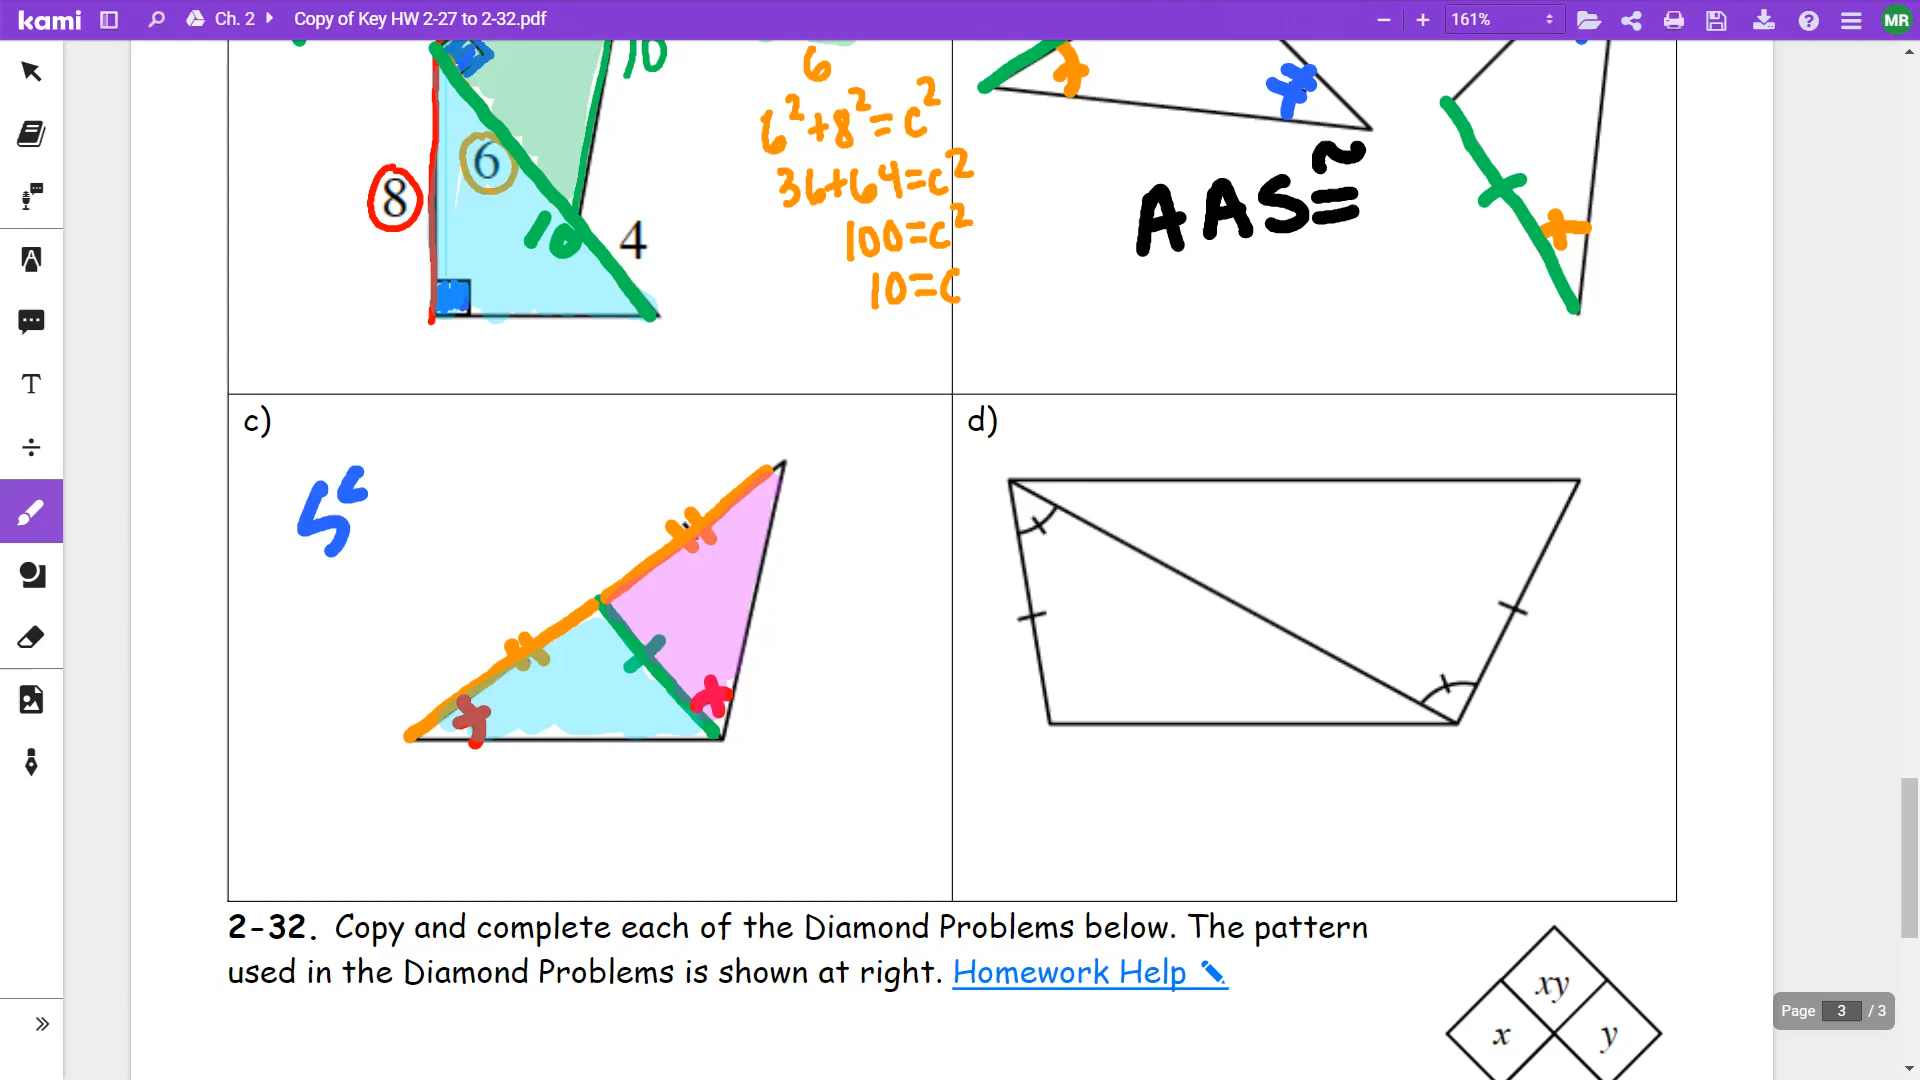 kami
Ch. 2
Copy of Key HW 2-27 to 2-32.pdf
161%
MR
10
6
6²+8²=c²
36+64=c²
100=c²
10=c
8
6
10
4
AAS≅
c)
d)
2-32. Copy and complete each of the Diamond Problems below. The pattern
used in the Diamond Problems is shown at right. Homework Help
xy
x
y
Page 3 / 3